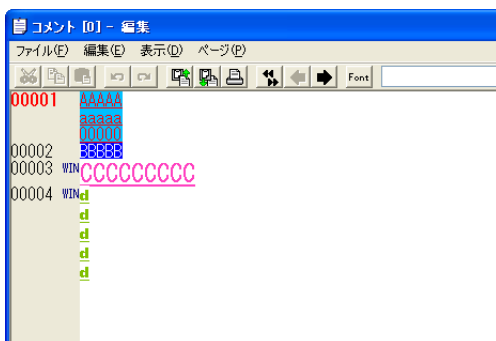 コメント [0] - 編集
ファイル(F) 編集(E) 表示(D) ページ(P)
Font
00001 AAAAA
aaaaa
00000
00002 BBBBB
00003 WIN CCCCCCCCC
00004 WIN d
d
d
d
d